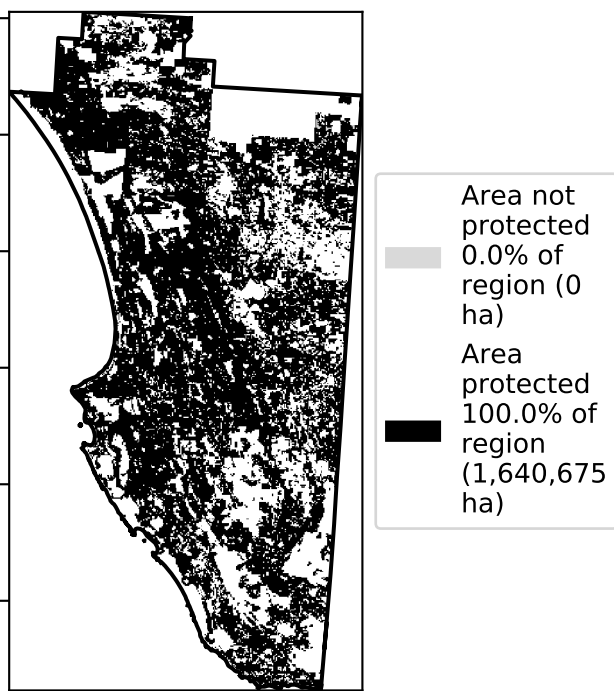 Area not
protected
0.0% of
region (0
ha)
Area
protected
100.0% of
region
(1,640,675
ha)